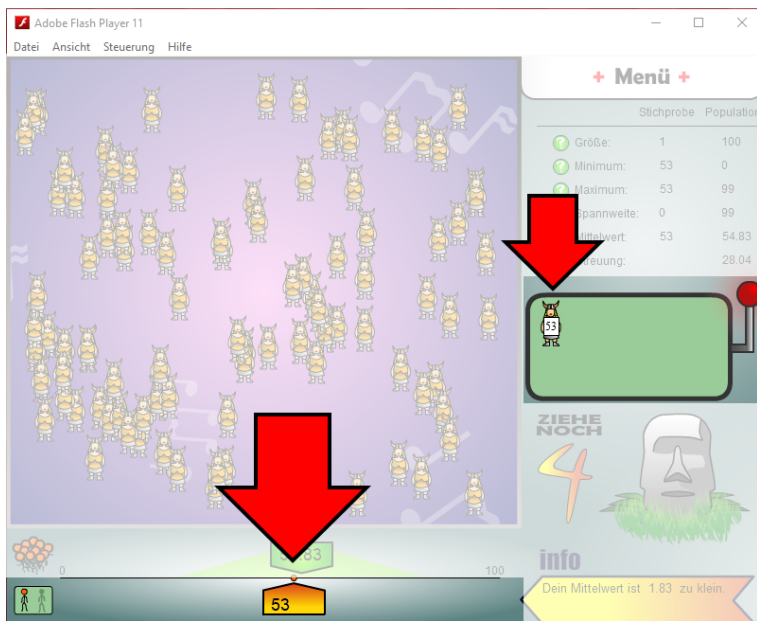 Adobe Flash Player 11
Datei Ansicht Steuerung Hilfe
+ Menü +
Stichprobe Population
? Größe: 1 100
? Minimum: 53 0
? Maximum: 53 99
Spannweite: 0 99
Mittelwert: 53 54.83
28.04
53
ZIEHE
NOCH
4
info
Dein Mittelwert ist 1.83 zu klein.
0 100
53